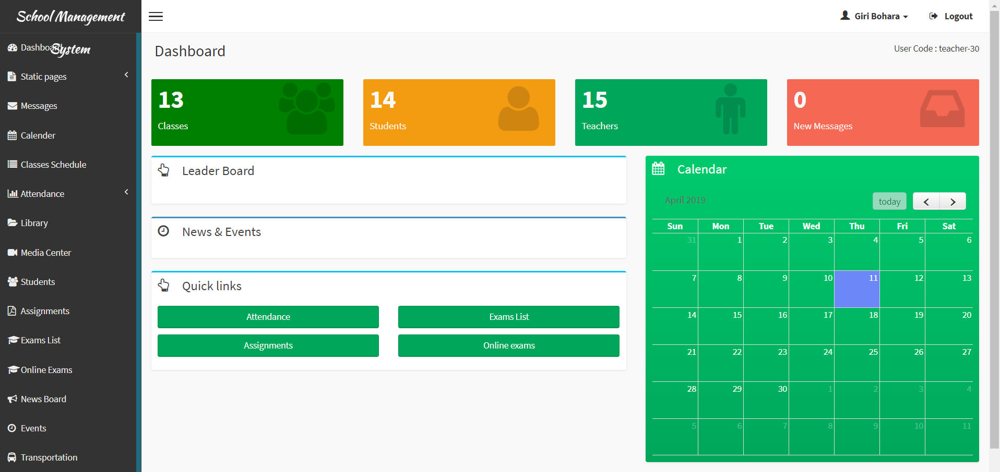 School Management
System
Giri Bohara
Logout
Dashboard
Static pages
Messages
Calender
Classes Schedule
Attendance
Library
Media Center
Students
Assignments
Exams List
Online Exams
News Board
Events
Transportation
Dashboard
User Code : teacher-30
13
Classes
14
Students
15
Teachers
0
New Messages
Leader Board
News & Events
Quick links
Attendance
Exams List
Assignments
Online exams
Calendar
April 2019
today
Sun Mon Tue Wed Thu Fri Sat
31 1 2 3 4 5 6
7 8 9 10 11 12 13
14 15 16 17 18 19 20
21 22 23 24 25 26 27
28 29 30 1 2 3 4
5 6 7 8 9 10 11